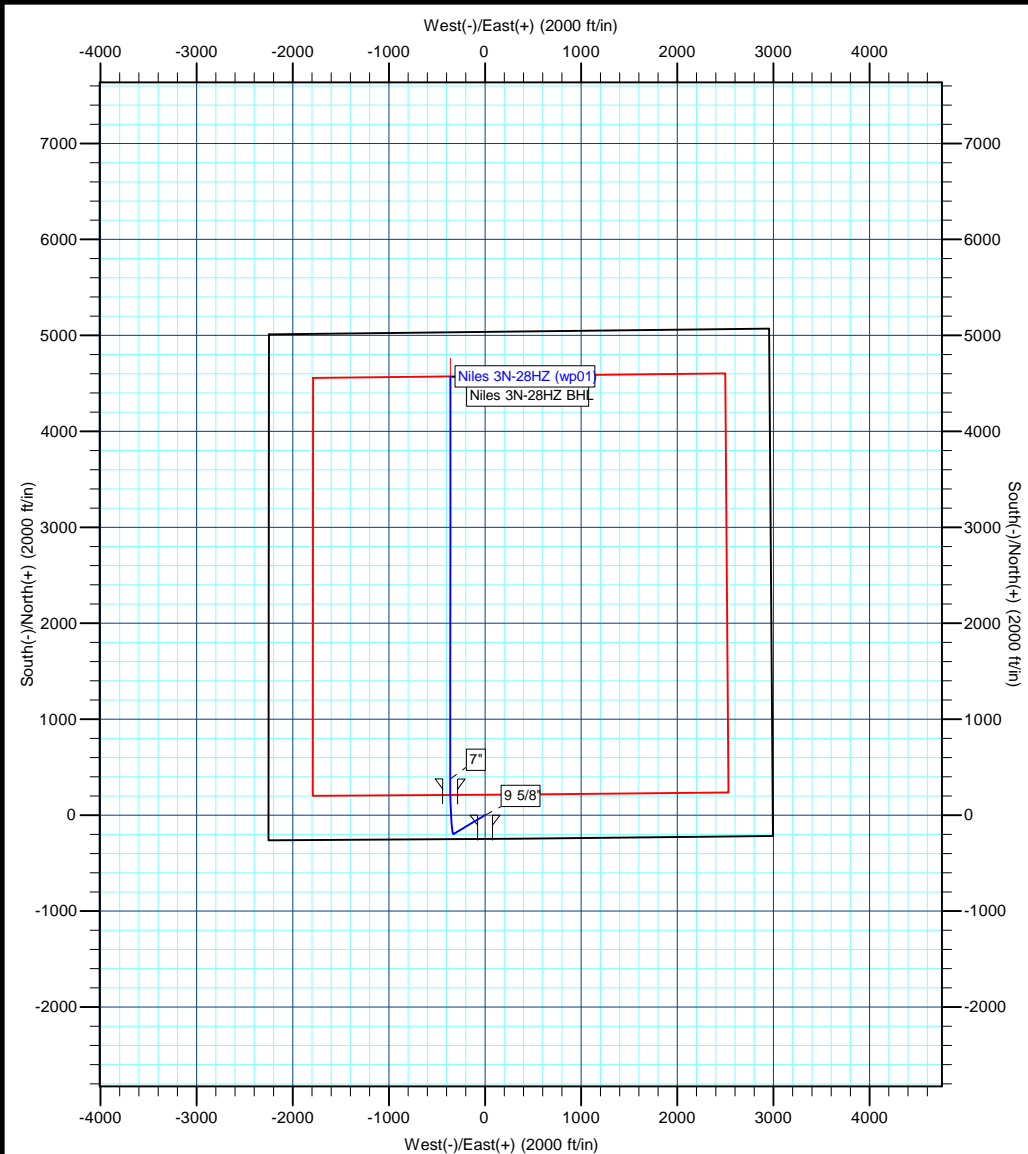 West(-)/East(+) (2000 ft/in)
-4000 -3000 -2000 -1000 0 1000 2000 3000 4000
7000 7000
6000 6000
5000 5000
Niles 3N-28HZ (wp01)
Niles 3N-28HZ BHL
4000 4000
South(-)/North(+) (2000 ft/in)
South(-)/North(+) (2000 ft/in)
3000 3000
2000 2000
1000 1000
7"
9 5/8"
0 0
-1000 -1000
-2000 -2000
-4000 -3000 -2000 -1000 0 1000 2000 3000 4000
West(-)/East(+) (2000 ft/in)